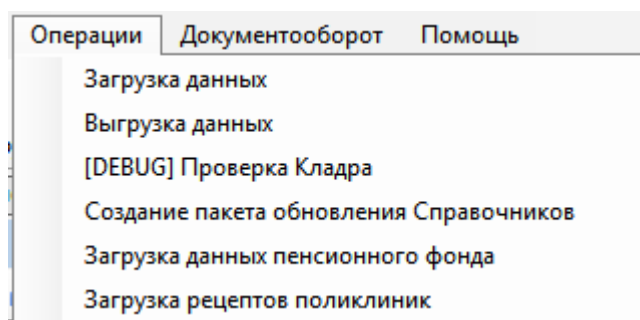 Операции Документооборот Помощь
Загрузка данных
Выгрузка данных
[DEBUG] Проверка Кладра
Создание пакета обновления Справочников
Загрузка данных пенсионного фонда
Загрузка рецептов поликлиник